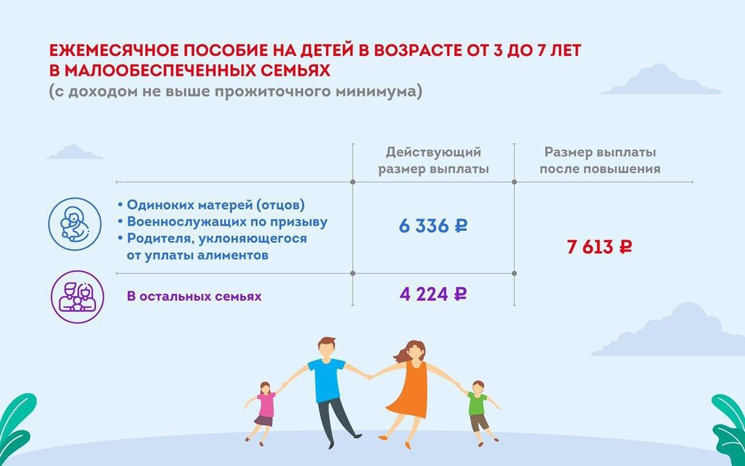 ЕЖЕМЕСЯЧНОЕ ПОСОБИЕ НА ДЕТЕЙ В ВОЗРАСТЕ ОТ 3 ДО 7 ЛЕТ
В МАЛООБЕСПЕЧЕННЫХ СЕМЬЯХ
(с доходом не выше прожиточного минимума)
Действующий
размер выплаты
Размер выплаты
после повышения
• Одиноких матерей (отцов)
• Военнослужащих по призыву
• Родителя, уклоняющегося
от уплаты алиментов
6 336 ₽
7 613 ₽
В остальных семьях
4 224 ₽